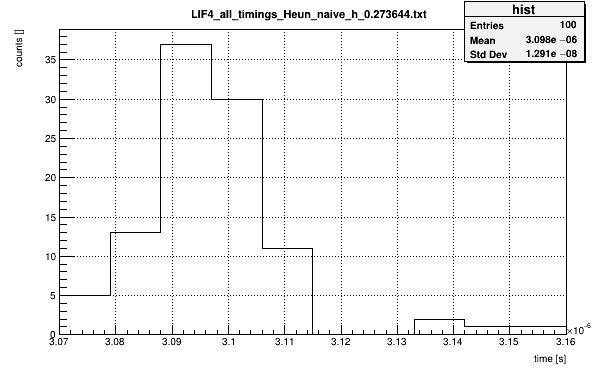 LIF4_all_timings_Heun_naive_h_0.273644.txt
hist
Entries 100
Mean 3.098e −06
Std Dev 1.291e −08
counts []
35
30
25
20
15
10
5
0
3.07 3.08 3.09 3.1 3.11 3.12 3.13 3.14 3.15 3.16
×10⁻⁶
time [s]